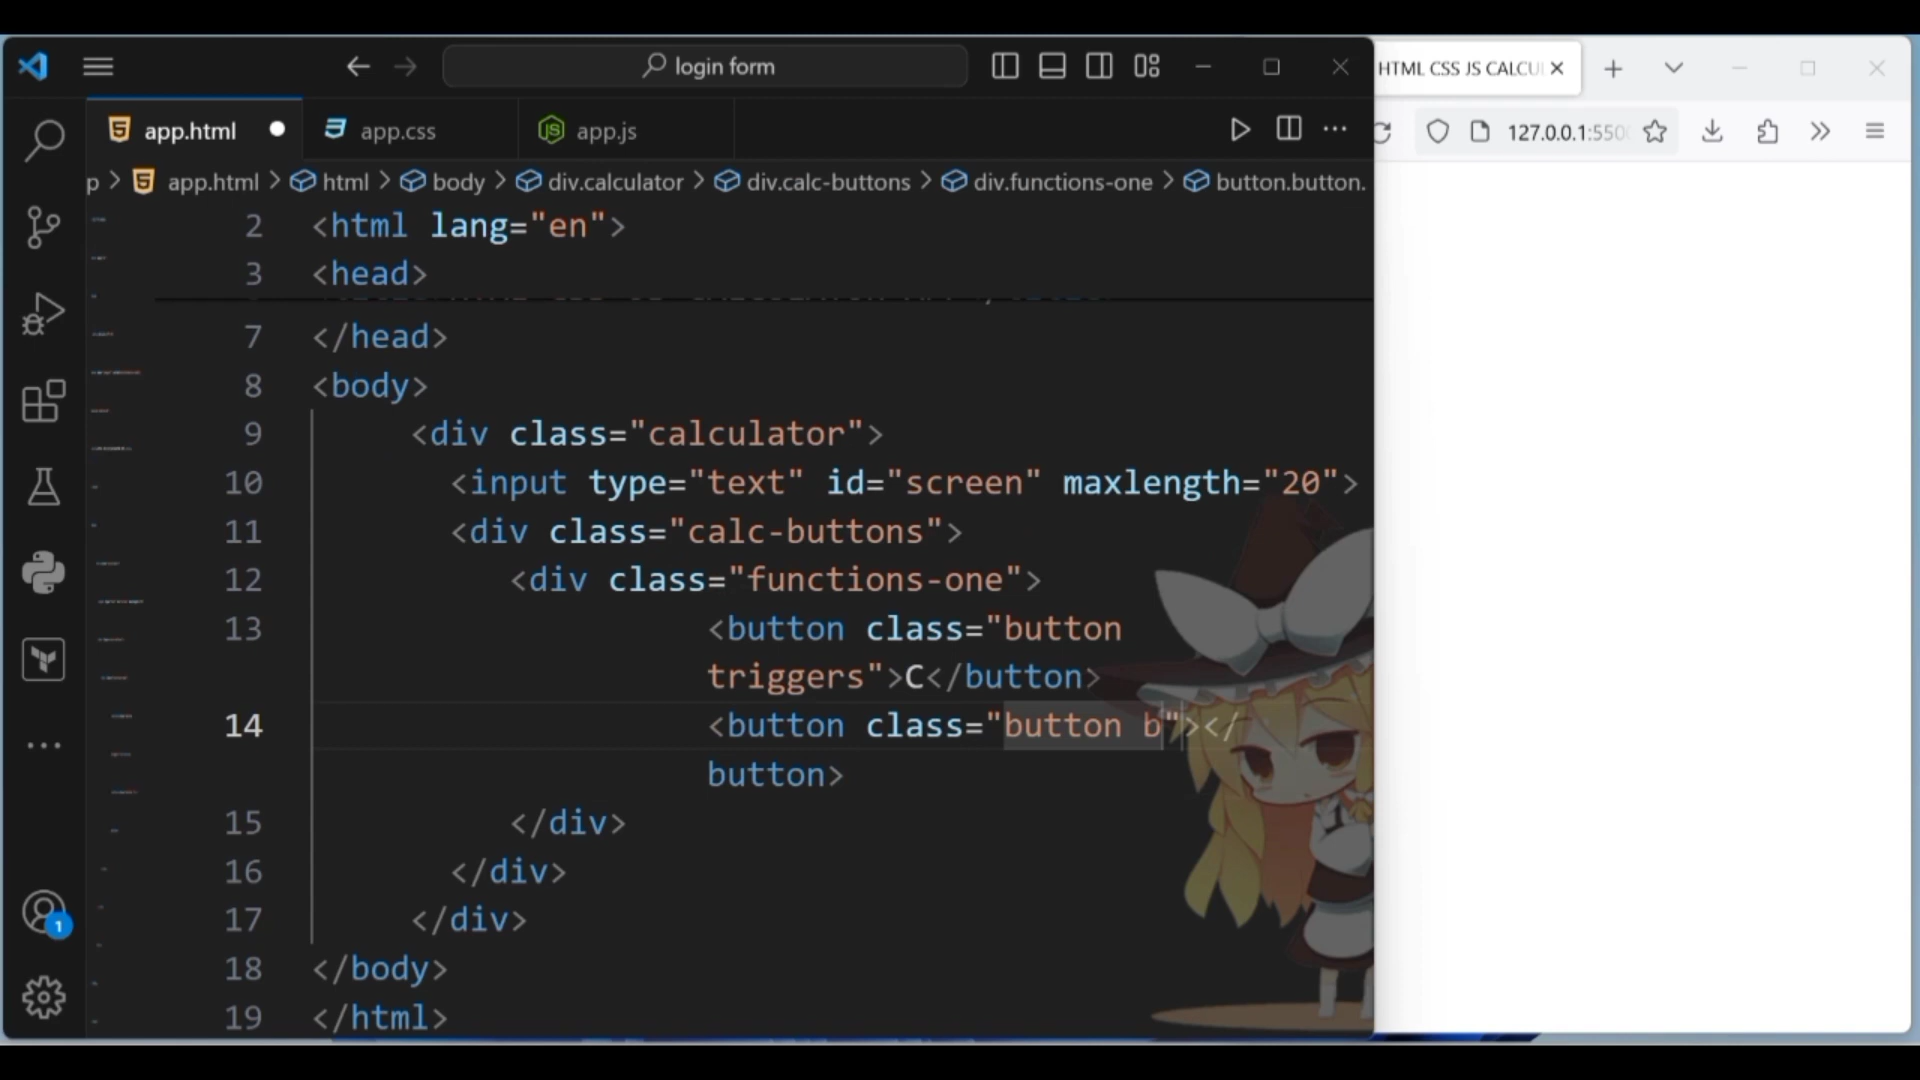 login form
HTML CSS JS CALCU
app.html
app.css
app.js
127.0.0.1:550
p > app.html > html > body > div.calculator > div.calc-buttons > div.functions-one > button.button.
2 <html lang="en">
3 <head>
7 </head>
8 <body>
9 <div class="calculator">
10 <input type="text" id="screen" maxlength="20">
11 <div class="calc-buttons">
12 <div class="functions-one">
13 <button class="button
triggers">C</button>
14 <button class="button b"></
button>
15 </div>
16 </div>
17 </div>
18 </body>
19 </html>
1